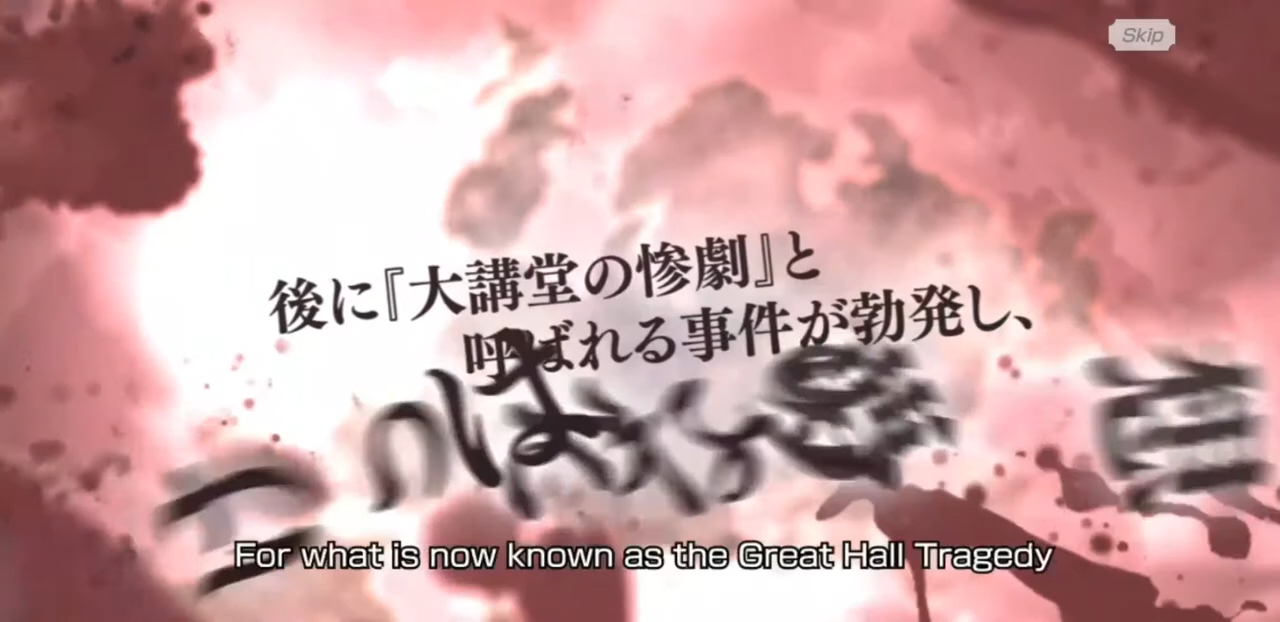 Skip
後に『大講堂の惨劇』と
呼ばれる事件が勃発し、
For what is now known as the Great Hall Tragedy